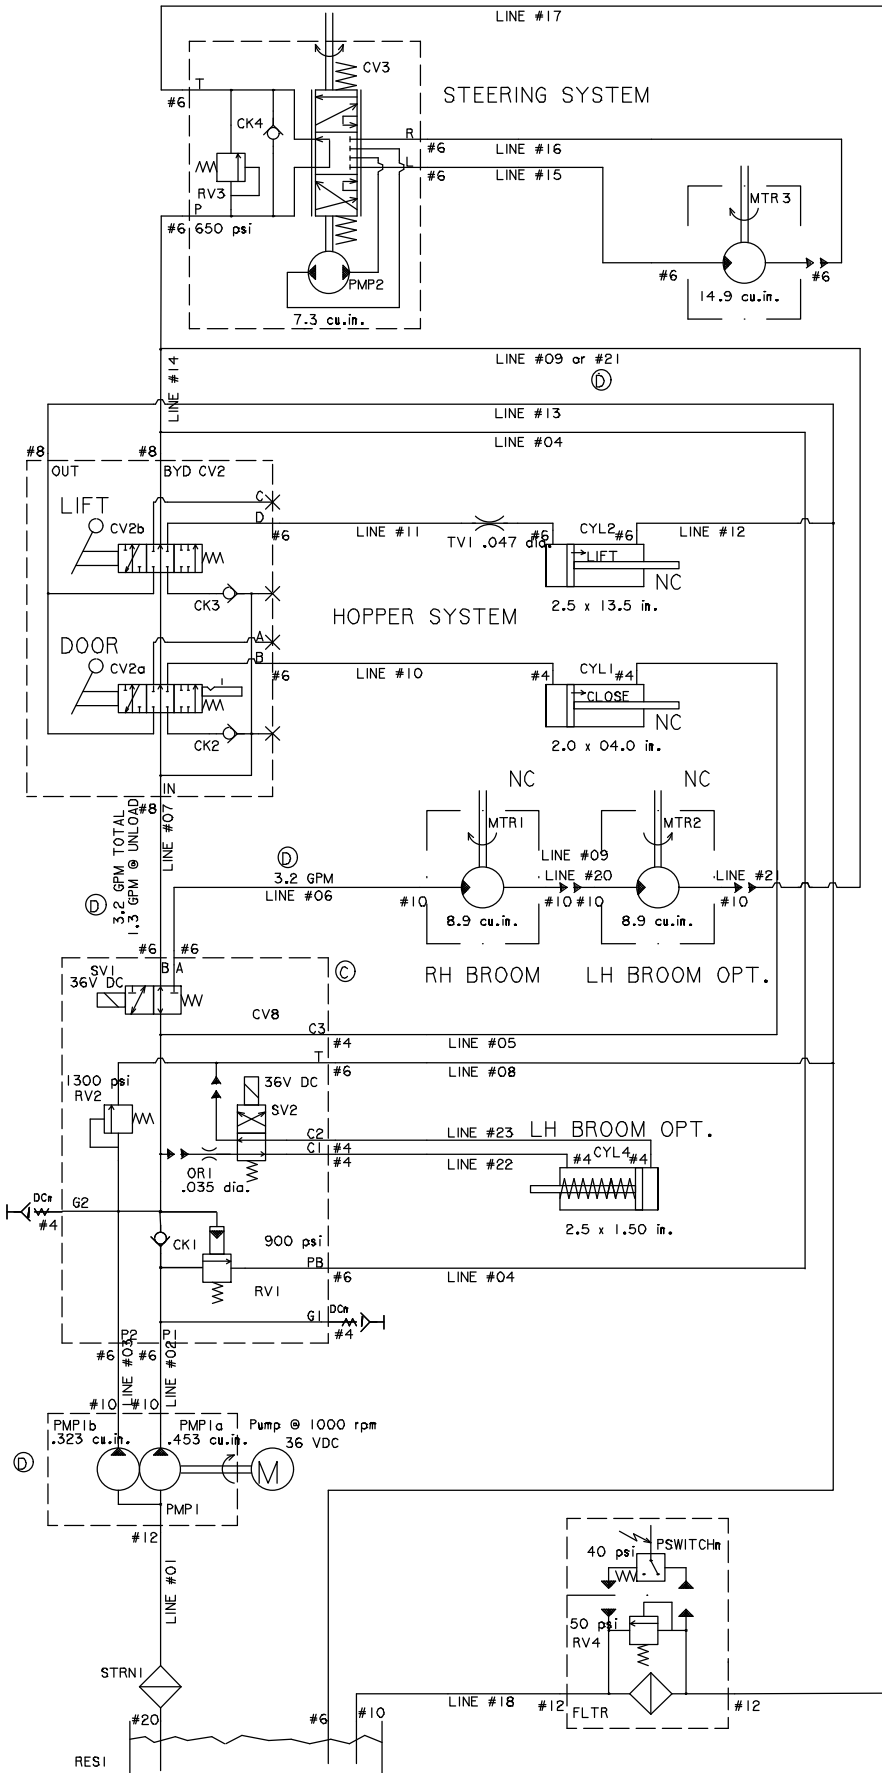 LINE #17
CV3
STEERING SYSTEM
T
#6
CK4
R
#6
LINE #16
L
#6
LINE #15
RV3
P
#6
650 psi
MTR3
PMP2
7.3 cu.in.
#6
#6
14.9 cu.in.
LINE #14
LINE #09 or #21
D
LINE #13
LINE #04
#8
#8
OUT
BYD CV2
LIFT
C
CV2b
D
#6
LINE #11
TV1 .047 dia.
#6
CYL2
#6
LINE #12
LIFT
NC
CK3
2.5 x 13.5 in.
HOPPER SYSTEM
DOOR
A
CV2a
B
#6
LINE #10
#4
CYL1
#4
CLOSE
NC
CK2
2.0 x 04.0 in.
IN
#8
LINE #07
3.2 GPM TOTAL
1.3 GPM @ UNLOAD
D
NC
NC
MTR1
MTR2
D
3.2 GPM
LINE #06
LINE #09
LINE #20
LINE #21
#10
#10
#10
#10
8.9 cu.in.
8.9 cu.in.
RH BROOM
LH BROOM OPT.
#6
#6
B
A
C
SV1
36V DC
CV8
C3
#4
LINE #05
T
#6
LINE #08
1300 psi
RV2
36V DC
SV2
C2
#4
LINE #23
LH BROOM OPT.
C1
#4
LINE #22
OR1
.035 dia.
#4
CYL4
#4
2.5 x 1.50 in.
DCn
#4
G2
CK1
900 psi
RV1
PB
#6
LINE #04
G1
DCn
#4
P2
P1
#6
#6
LINE #03
LINE #02
#10
#10
PMP1b
.323 cu.in.
PMP1a
.453 cu.in.
Pump @ 1000 rpm
36 VDC
D
M
PMP1
#12
LINE #01
STRN1
#20
#6
#10
RES1
40 psi
PSWITCHn
50 psi
RV4
LINE #18
#12
FLTR
#12